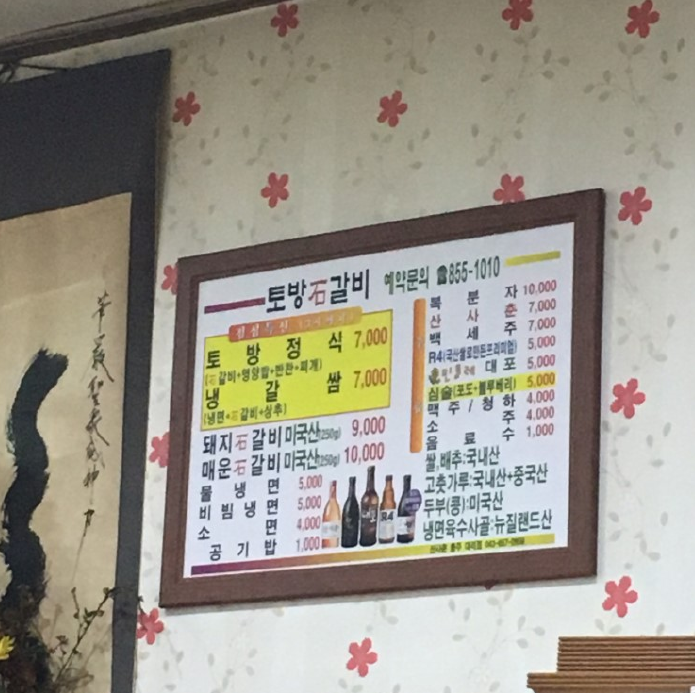 토방石갈비 예약문의 ☎855-1010
점심특선
토방정식 7,000
(石갈비+영양밥+반찬+찌개)
냉갈쌈 7,000
(냉면+石갈비+상추)
돼지石갈비 미국산(250g) 9,000
매운石갈비 미국산(250g) 10,000
물냉면 5,000
비빔냉면 5,000
소면 4,000
공기밥 1,000
복분자 10,000
산사춘 7,000
백세주 7,000
R4(국산쌀로만든프리미엄) 5,000
대포 5,000
심술(포도+블루베리) 5,000
맥주/청하 4,000
소주 4,000
음료수 1,000
쌀,배추:국내산
고춧가루:국내산+중국산
두부(콩):미국산
냉면육수사골:뉴질랜드산
R4